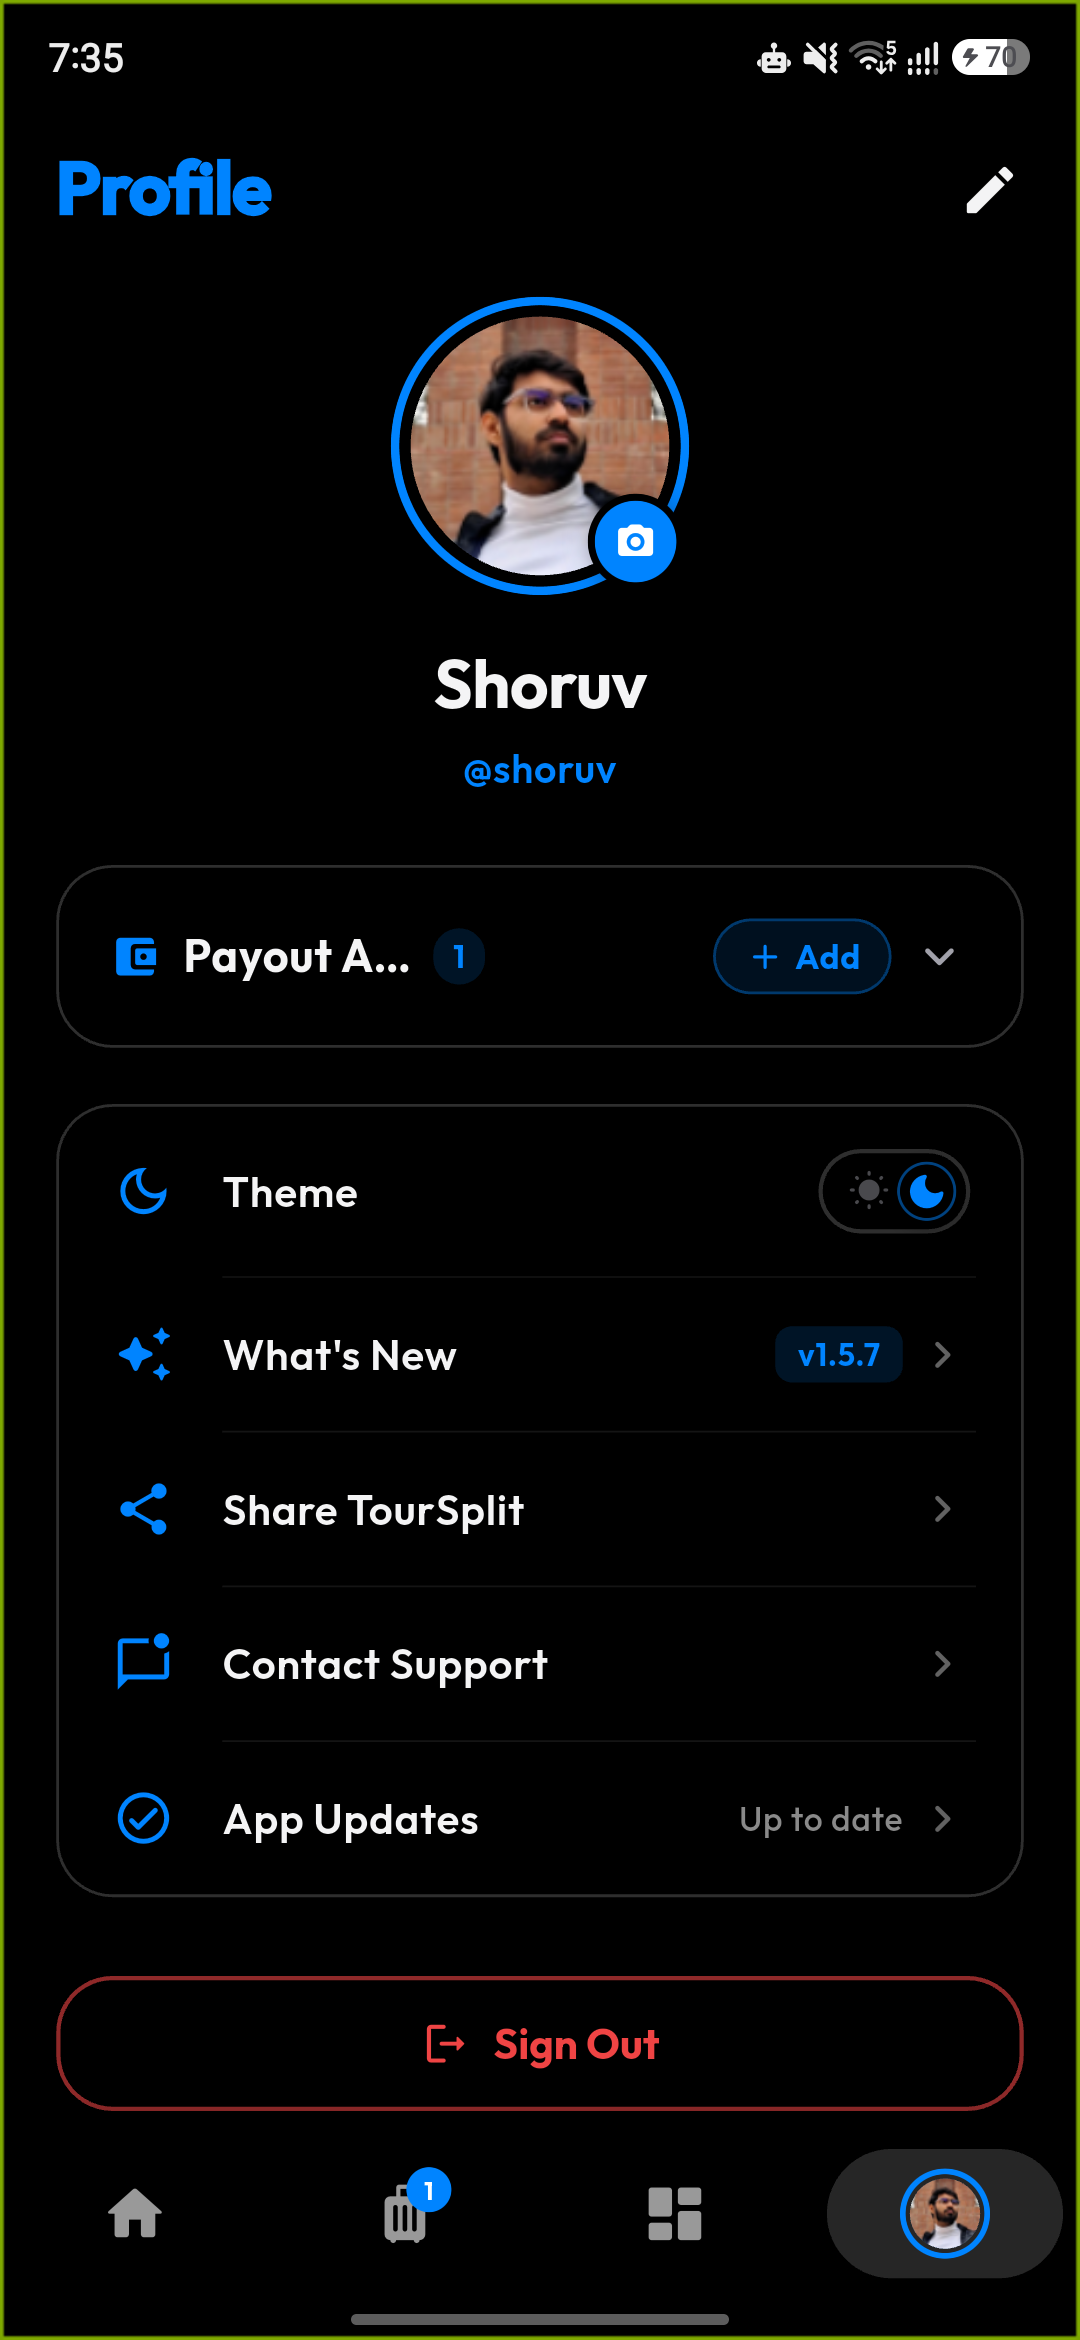 7:35
5
70
Profile
Shoruv
@shoruv
Payout A... 1 + Add
Theme
What's New v1.5.7
Share TourSplit
Contact Support
App Updates Up to date
Sign Out
1